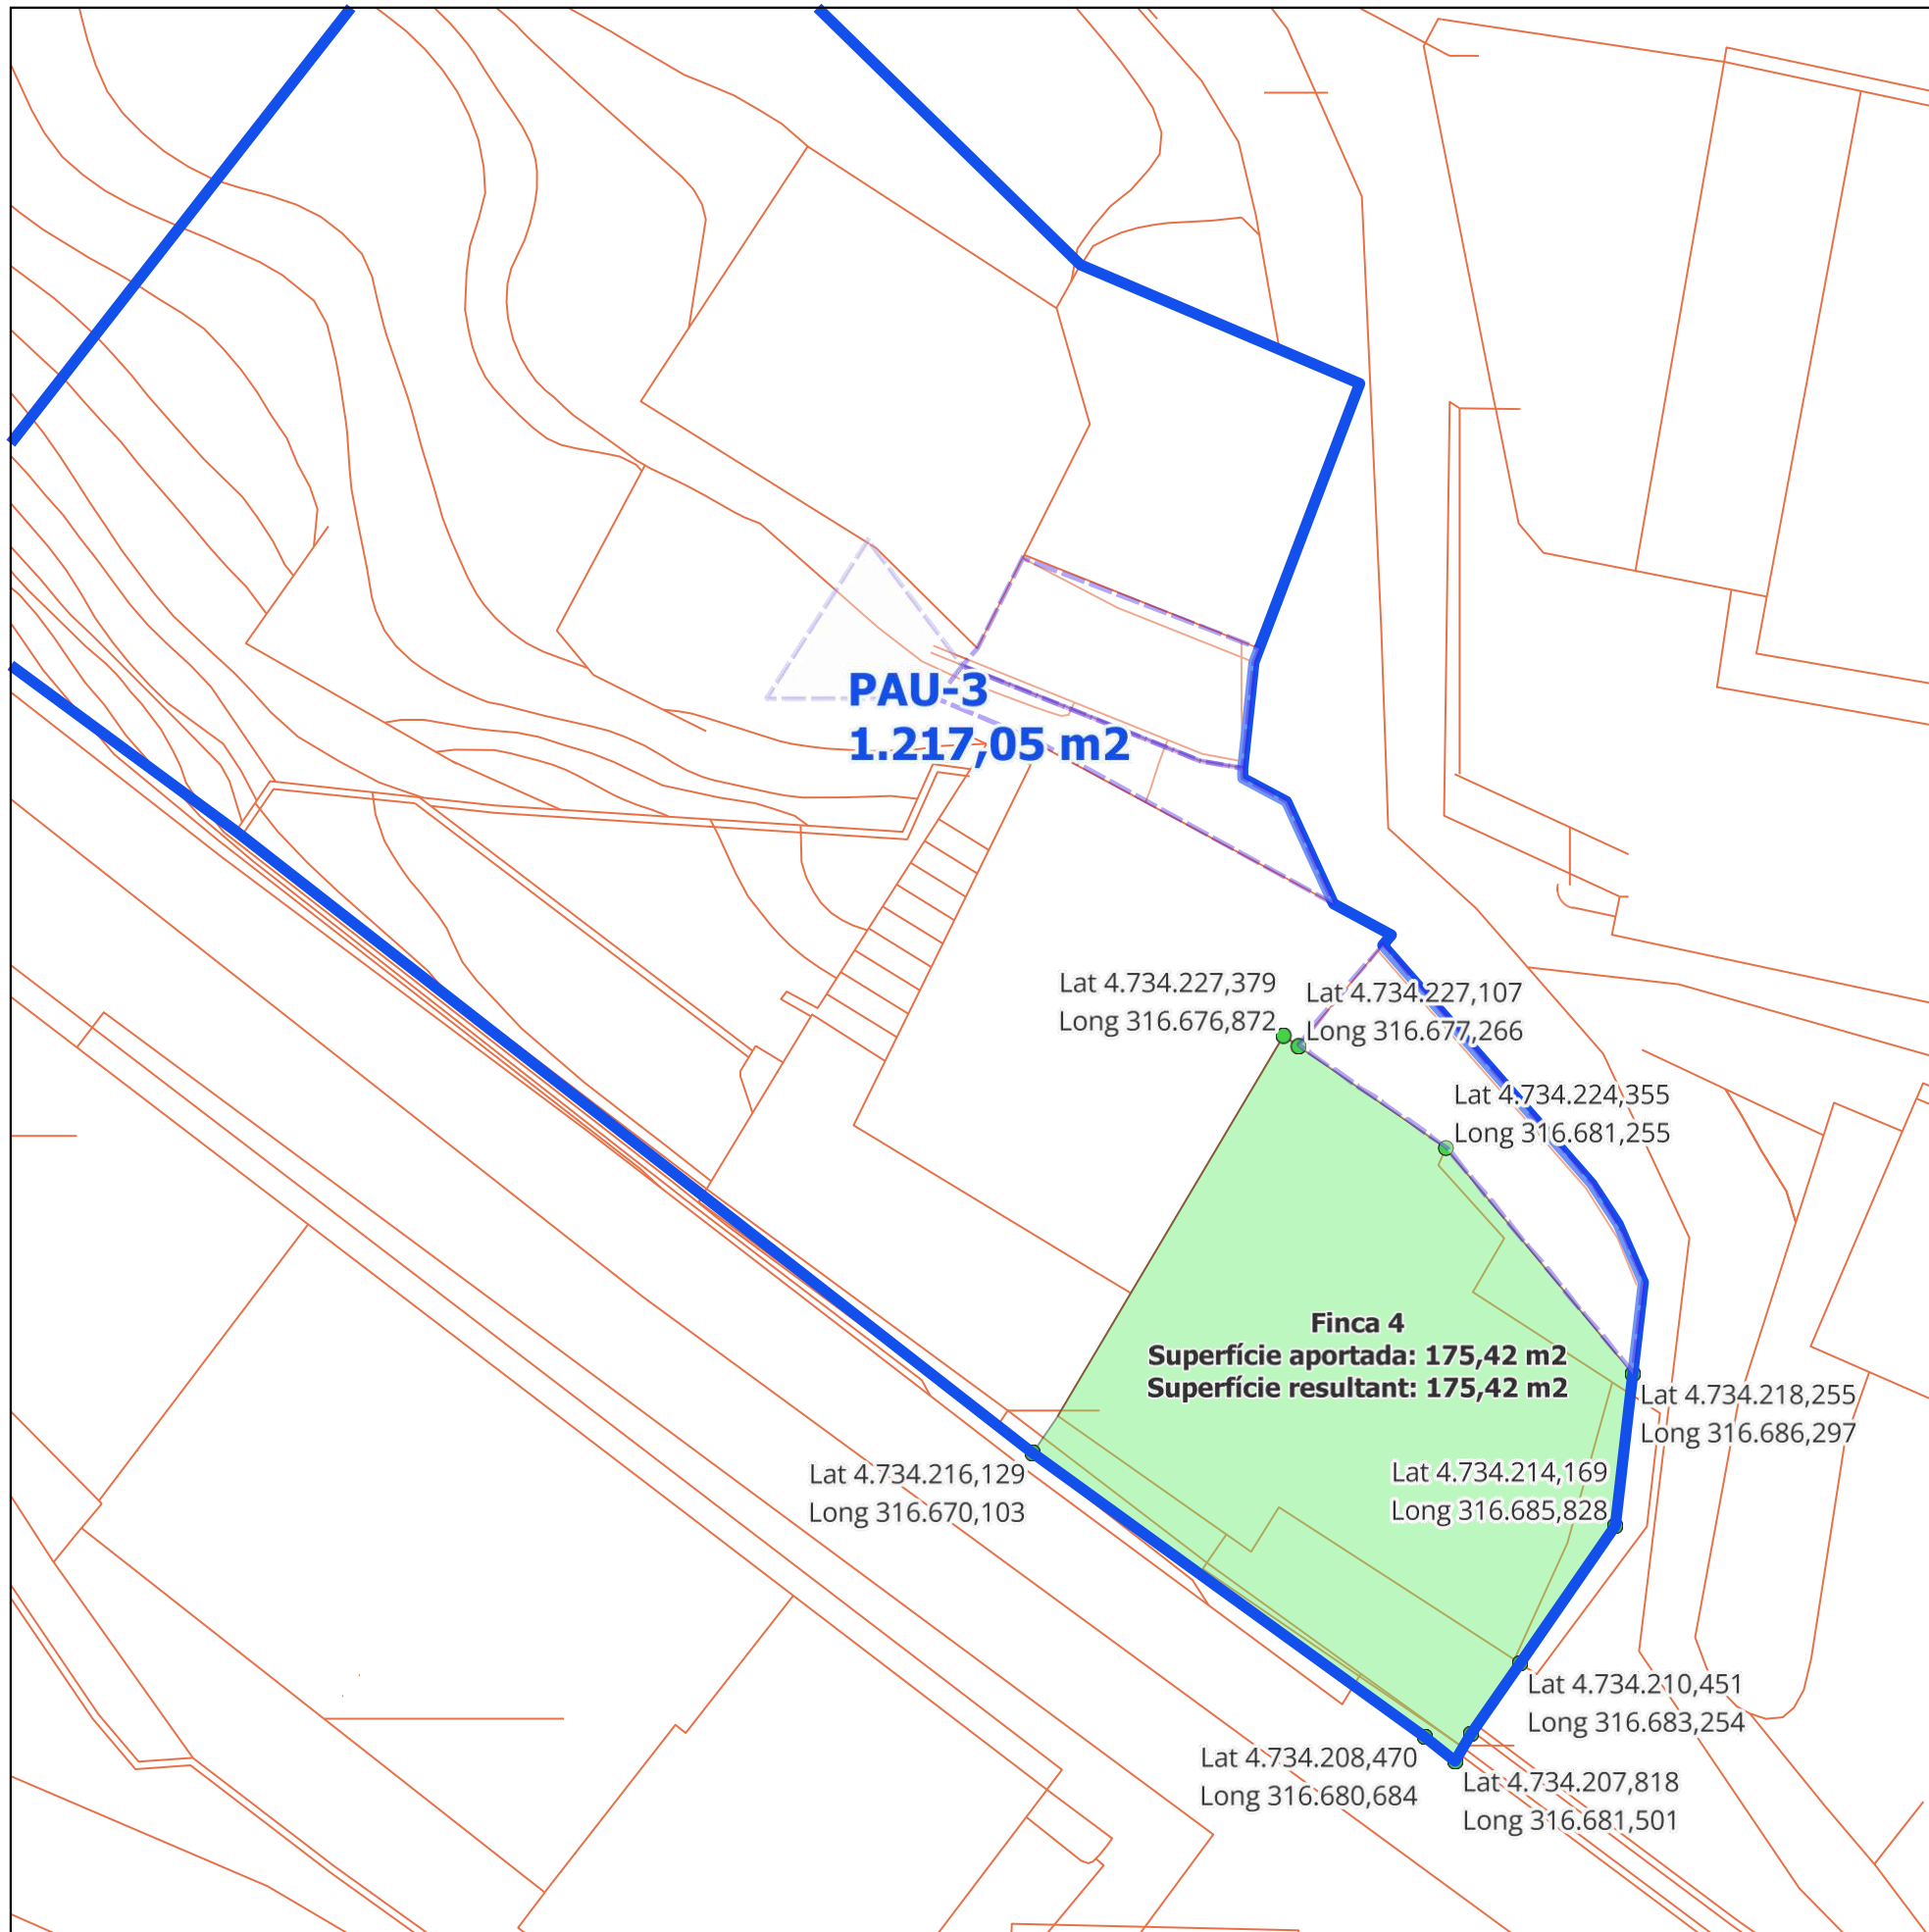 PAU-3
1.217,05 m2
Lat 4.734.227,379
Long 316.676,872
Lat 4.734.227,107
Long 316.677,266
Lat 4.734.224,355
Long 316.681,255
Finca 4
Superfície aportada: 175,42 m2
Superfície resultant: 175,42 m2
Lat 4.734.218,255
Long 316.686,297
Lat 4.734.216,129
Long 316.670,103
Lat 4.734.214,169
Long 316.685,828
Lat 4.734.210,451
Long 316.683,254
Lat 4.734.208,470
Long 316.680,684
Lat 4.734.207,818
Long 316.681,501